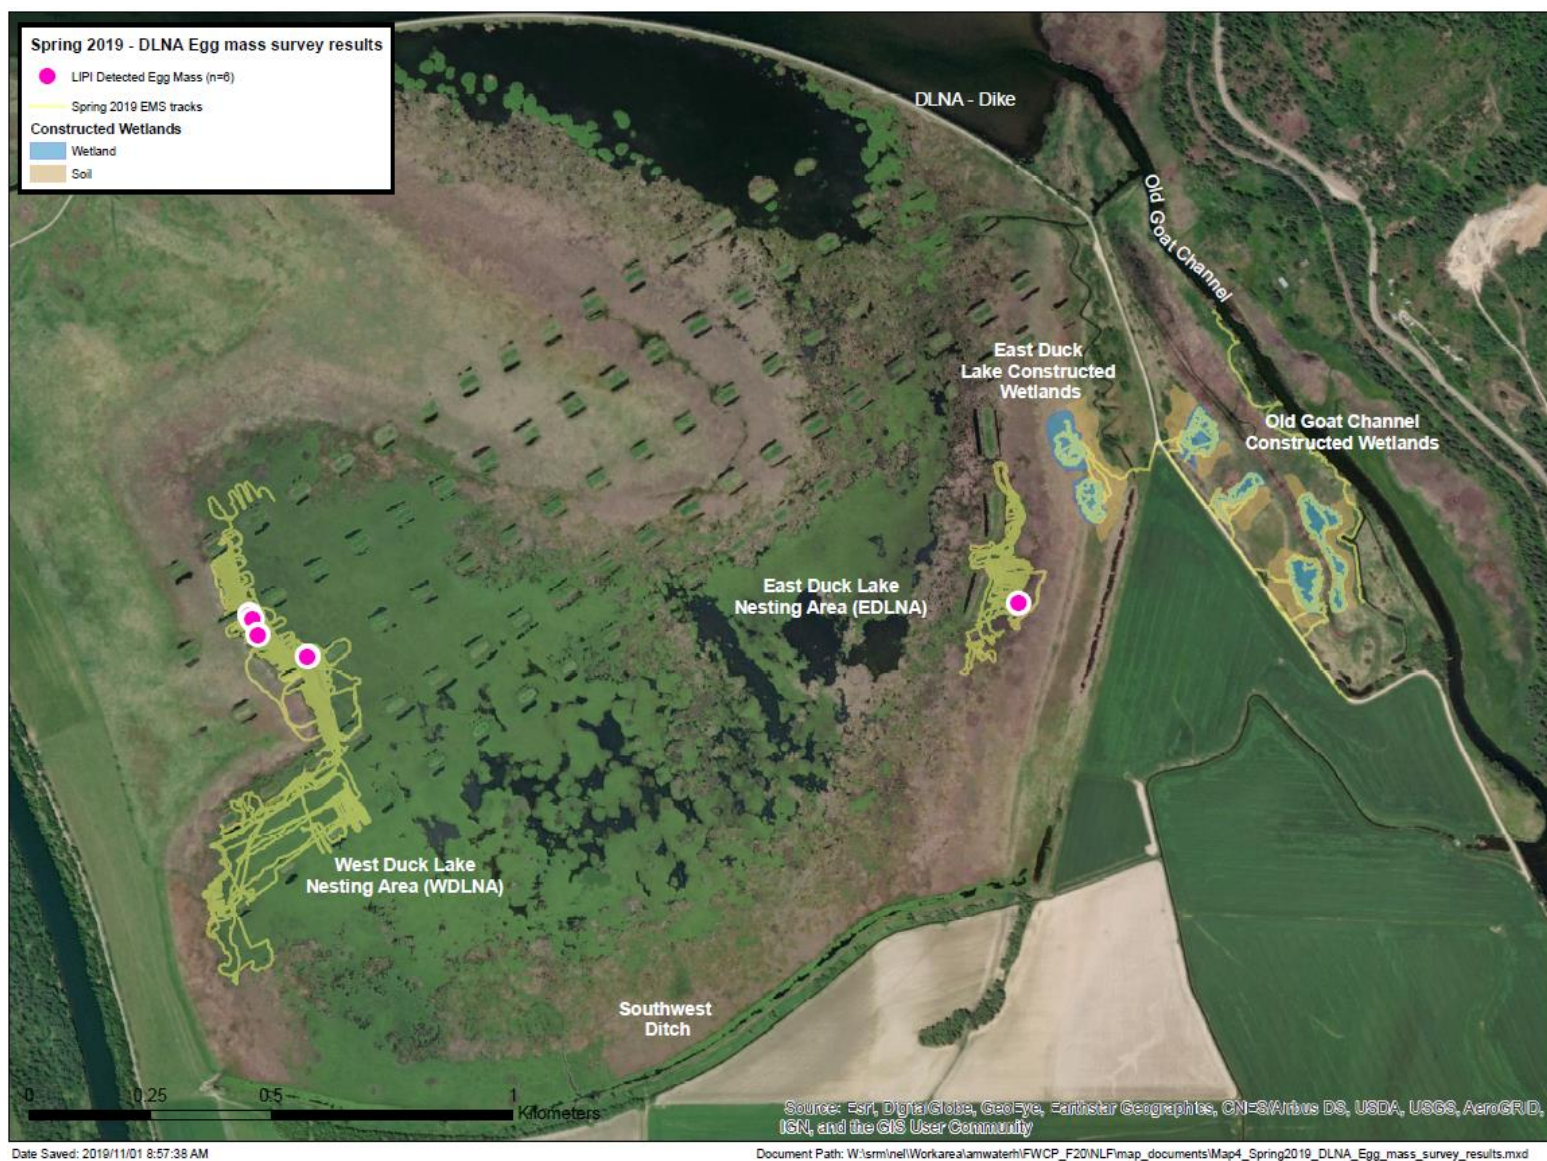 Spring 2019 - DLNA Egg mass survey results
LIPI Detected Egg Mass (n=6)
Spring 2019 EMS tracks
Constructed Wetlands
Wetland
Soil
DLNA - Dike
Old Goat Channel
East Duck
Lake Constructed
Wetlands
Old Goat Channel
Constructed Wetlands
East Duck Lake
Nesting Area (EDLNA)
West Duck Lake
Nesting Area (WDLNA)
Southwest
Ditch
0 0.25 0.5 1
Kilometers
Source: Esri, DigitalGlobe, GeoEye, Earthstar Geographics, CNES/Airbus DS, USDA, USGS, AeroGRID,
IGN, and the GIS User Community
Date Saved: 2019/11/01 8:57:38 AM
Document Path: W:\srm\nel\Workarea\amwaterh\FWCP_F20\NLF\map_documents\Map4_Spring2019_DLNA_Egg_mass_survey_results.mxd